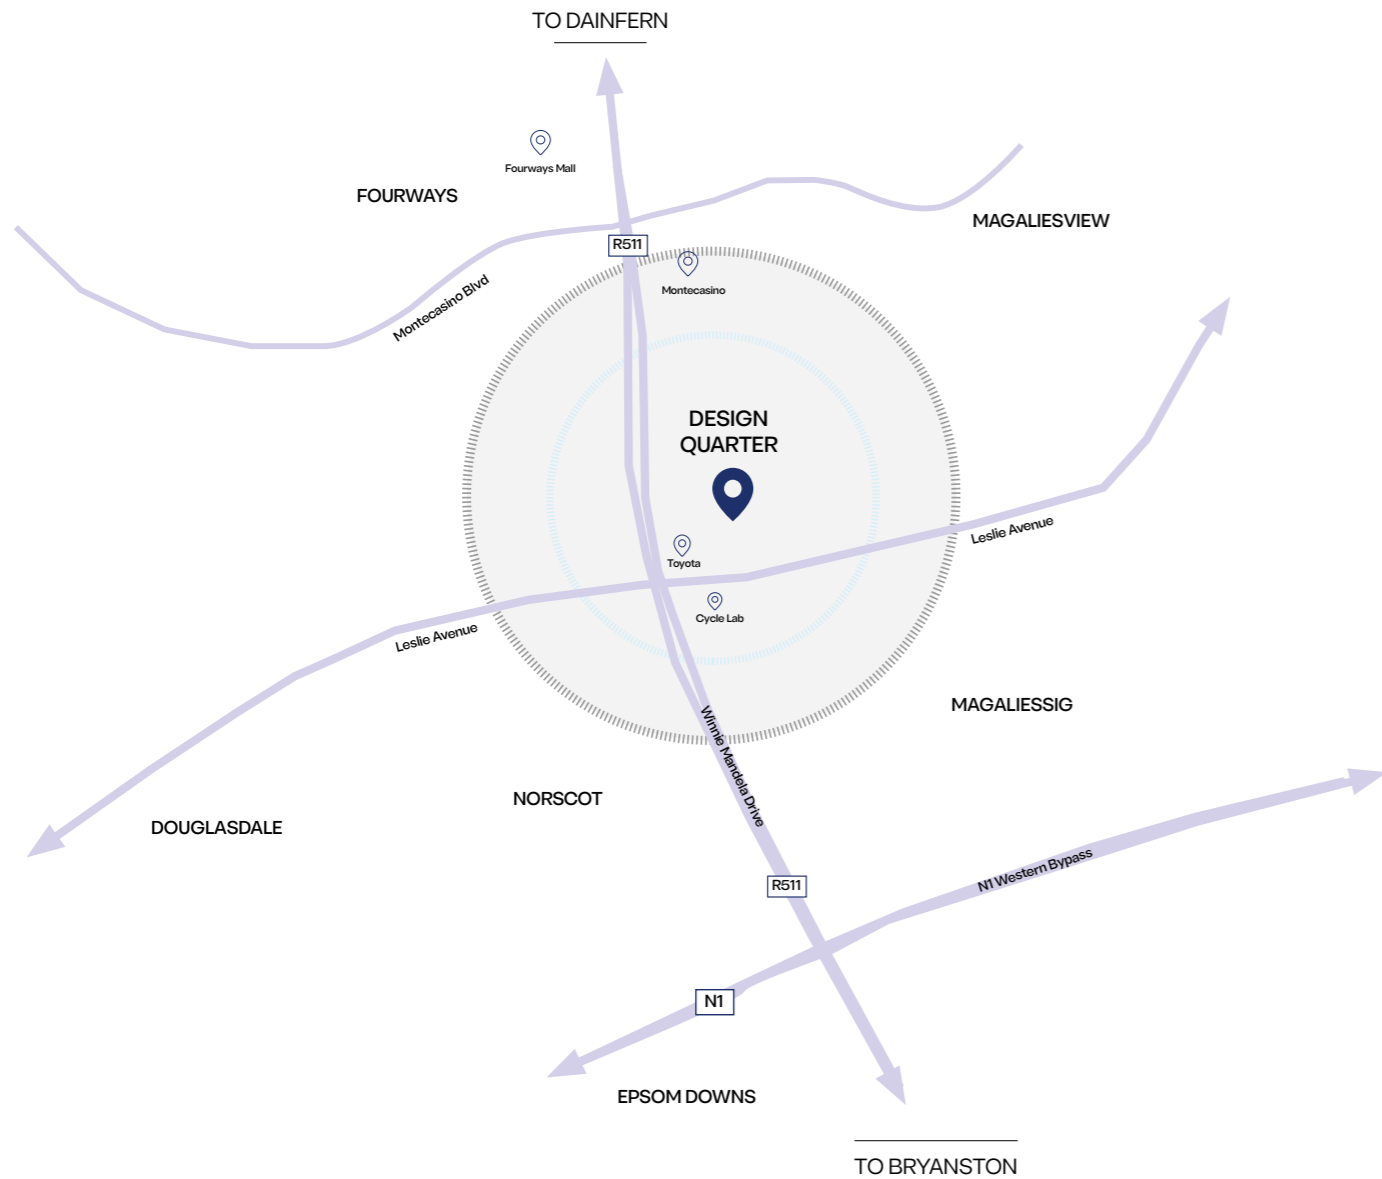 TO DAINFERN
Fourways Mall
FOURWAYS
MAGALIESVIEW
R511
Montecasino
Montecasino Blvd
DESIGN
QUARTER
Leslie Avenue
Toyota
Cycle Lab
Leslie Avenue
MAGALIESSIG
Winnie Mandela Drive
NORSCOT
DOUGLASDALE
N1 Western Bypass
R511
N1
EPSOM DOWNS
TO BRYANSTON